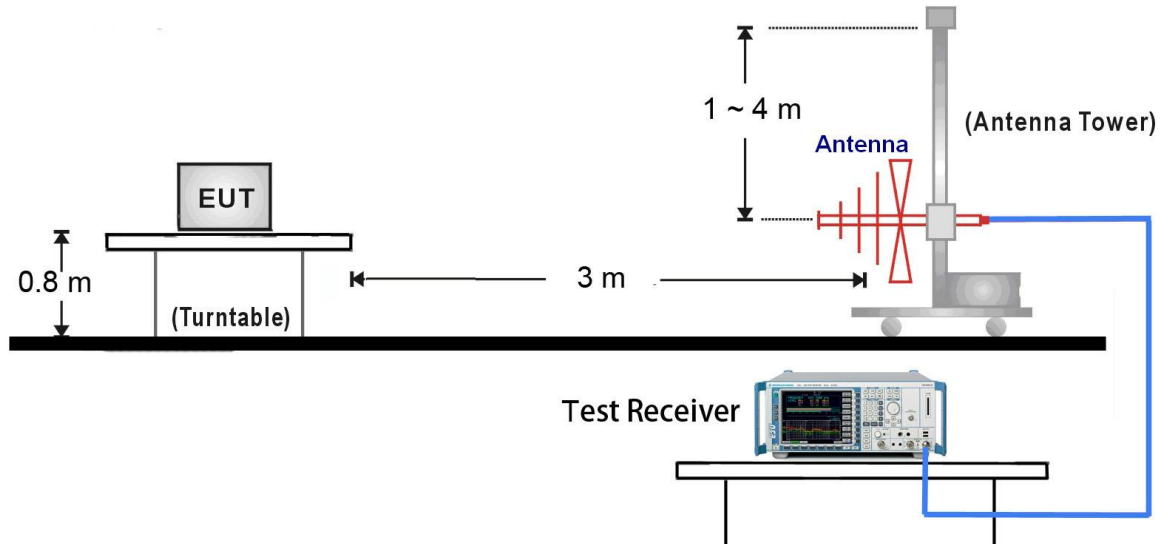 1 ~ 4 m
(Antenna Tower)
Antenna
EUT
0.8 m
3 m
(Turntable)
Test Receiver